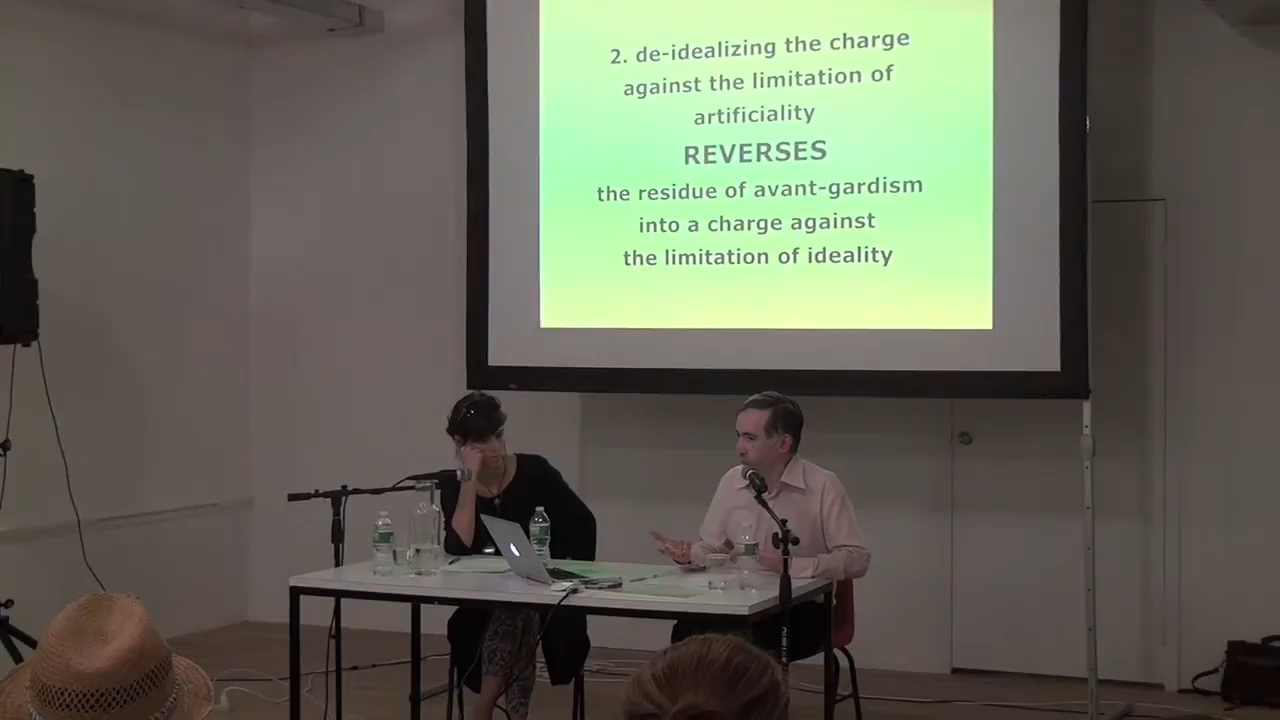 2. de-idealizing the charge
against the limitation of
artificiality
REVERSES
the residue of avant-gardism
into a charge against
the limitation of ideality